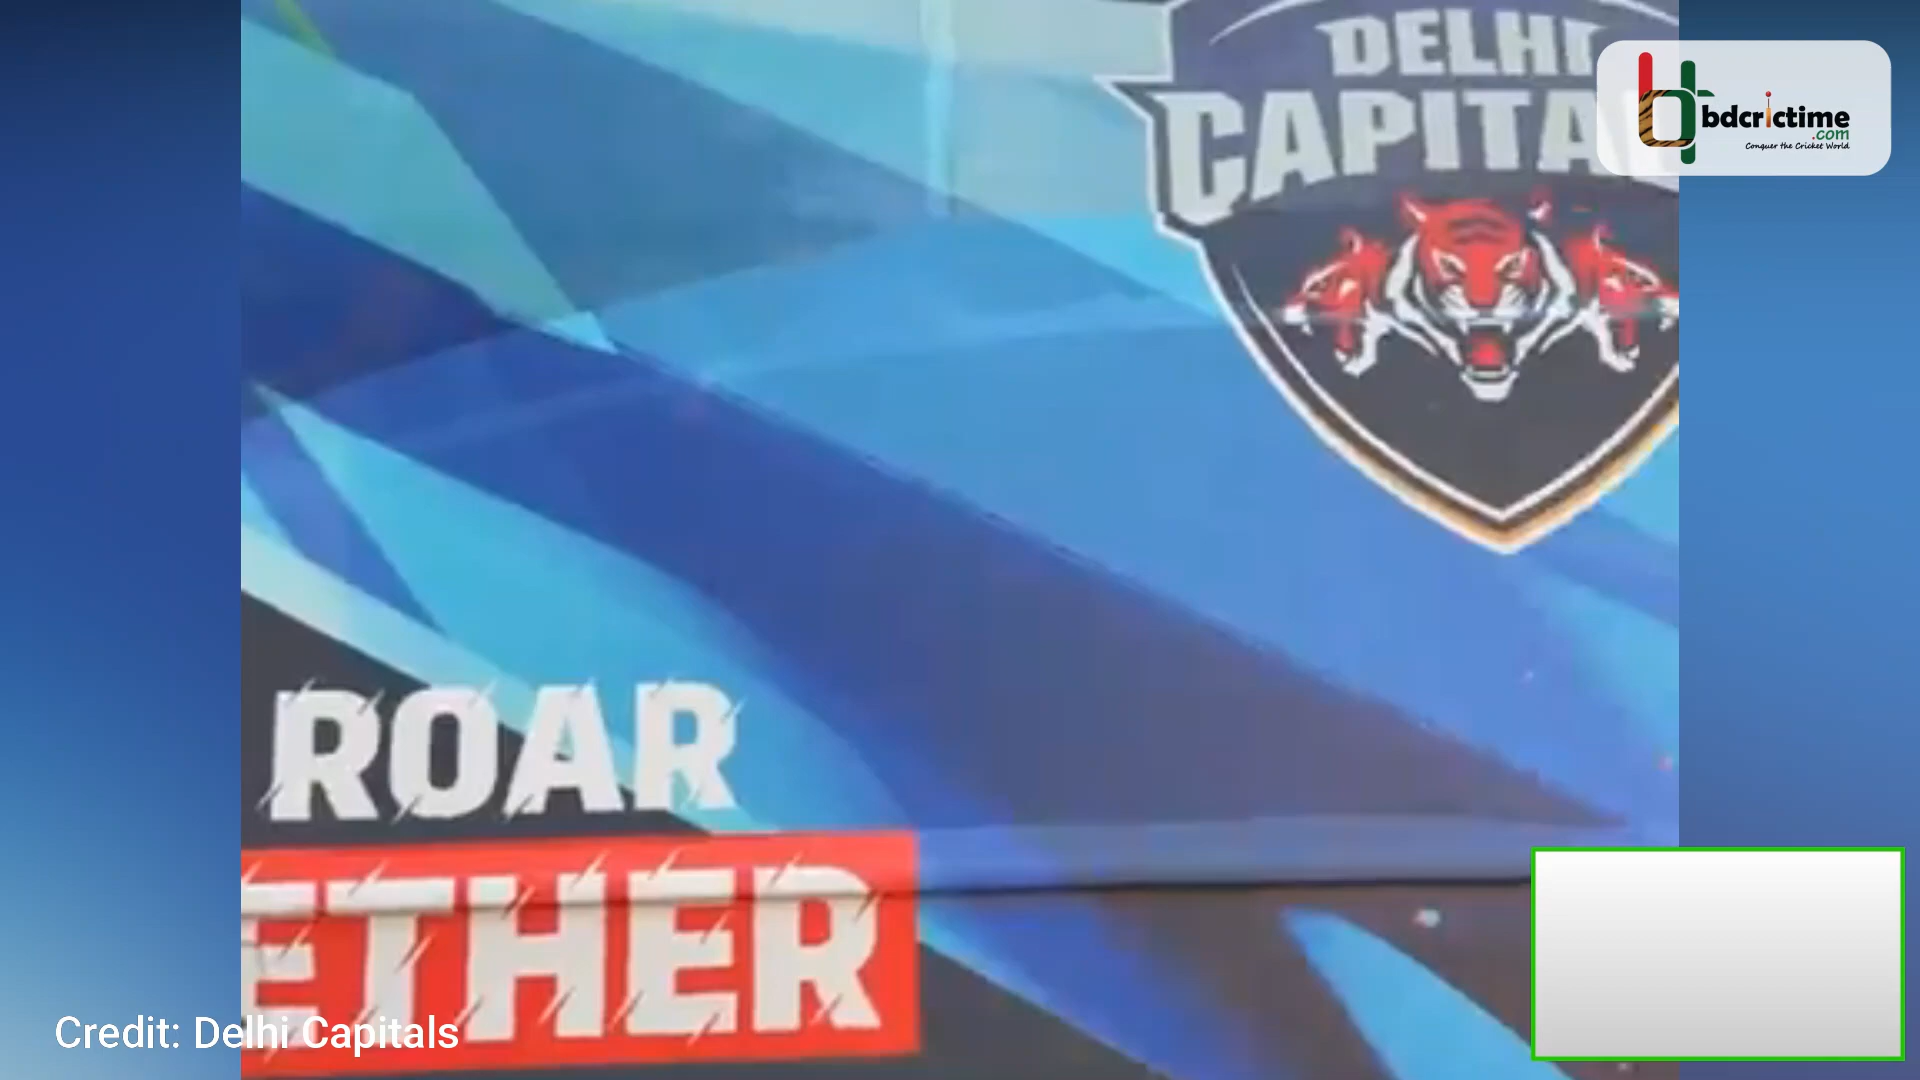 DELHI
CAPITA
bdcrictime
.com
Conquer the Cricket World
ROAR
ETHER
Credit: Delhi Capitals